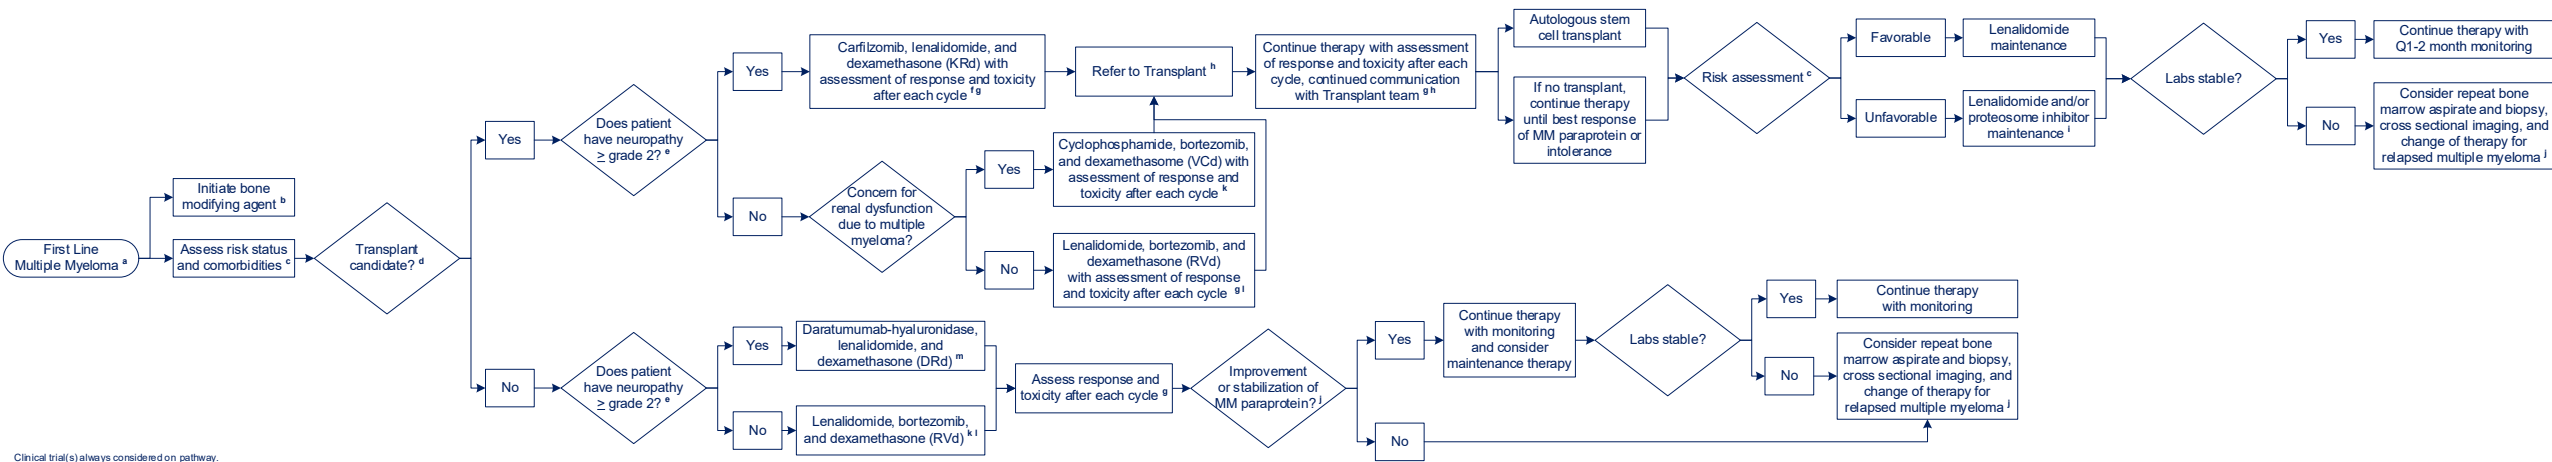 First Line
Multiple Myeloma a
Initiate bone
modifying agent b
Assess risk status
and comorbidities c
Transplant
candidate? d
Yes
Does patient
have neuropathy
≥ grade 2? e
Yes
Carfilzomib, lenalidomide, and
dexamethasone (KRd) with
assessment of response and toxicity
after each cycle f g
Refer to Transplant h
Continue therapy with assessment
of response and toxicity after each
cycle, continued communication
with Transplant team g h
Autologous stem
cell transplant
If no transplant,
continue therapy
until best response
of MM paraprotein or
intolerance
Risk assessment c
Favorable
Lenalidomide
maintenance
Unfavorable
Lenalidomide and/or
proteosome inhibitor
maintenance i
Labs stable?
Yes
Continue therapy with
Q1-2 month monitoring
No
Consider repeat bone
marrow aspirate and biopsy,
cross sectional imaging, and
change of therapy for
relapsed multiple myeloma j
No
Concern for
renal dysfunction
due to multiple
myeloma?
Yes
Cyclophosphamide, bortezomib,
and dexamethasome (VCd) with
assessment of response and
toxicity after each cycle k
No
Lenalidomide, bortezomib, and
dexamethasone (RVd)
with assessment of response
and toxicity after each cycle g l
No
Does patient
have neuropathy
≥ grade 2? e
Yes
Daratumumab-hyaluronidase,
lenalidomide, and
dexamethasone (DRd) m
No
Lenalidomide, bortezomib,
and dexamethasone (RVd) k l
Assess response and
toxicity after each cycle g
Improvement
or stabilization of
MM paraprotein? j
Yes
Continue therapy
with monitoring
and consider
maintenance therapy
Labs stable?
Yes
Continue therapy
with monitoring
No
Consider repeat bone
marrow aspirate and biopsy,
cross sectional imaging, and
change of therapy for
relapsed multiple myeloma j
No
Clinical trial(s) always considered on pathway.